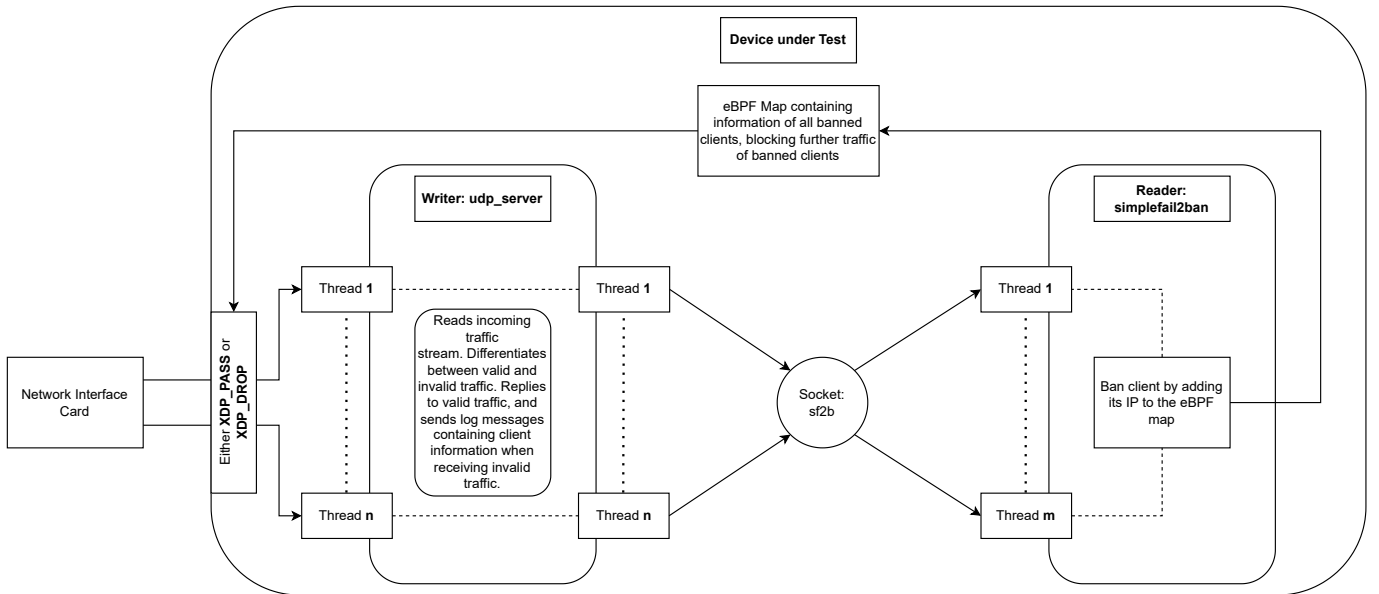 Device under Test
eBPF Map containing
information of all banned
clients, blocking further traffic
of banned clients
Writer: udp_server
Reader:
simplefail2ban
Thread 1
Thread 1
Thread 1
Reads incoming
traffic
stream. Differentiates
between valid and
invalid traffic. Replies
to valid traffic, and
sends log messages
containing client
information when
receiving invalid
traffic.
Network Interface
Card
Either XDP_PASS or
XDP_DROP
Socket:
sf2b
Ban client by adding
its IP to the eBPF
map
Thread n
Thread n
Thread m